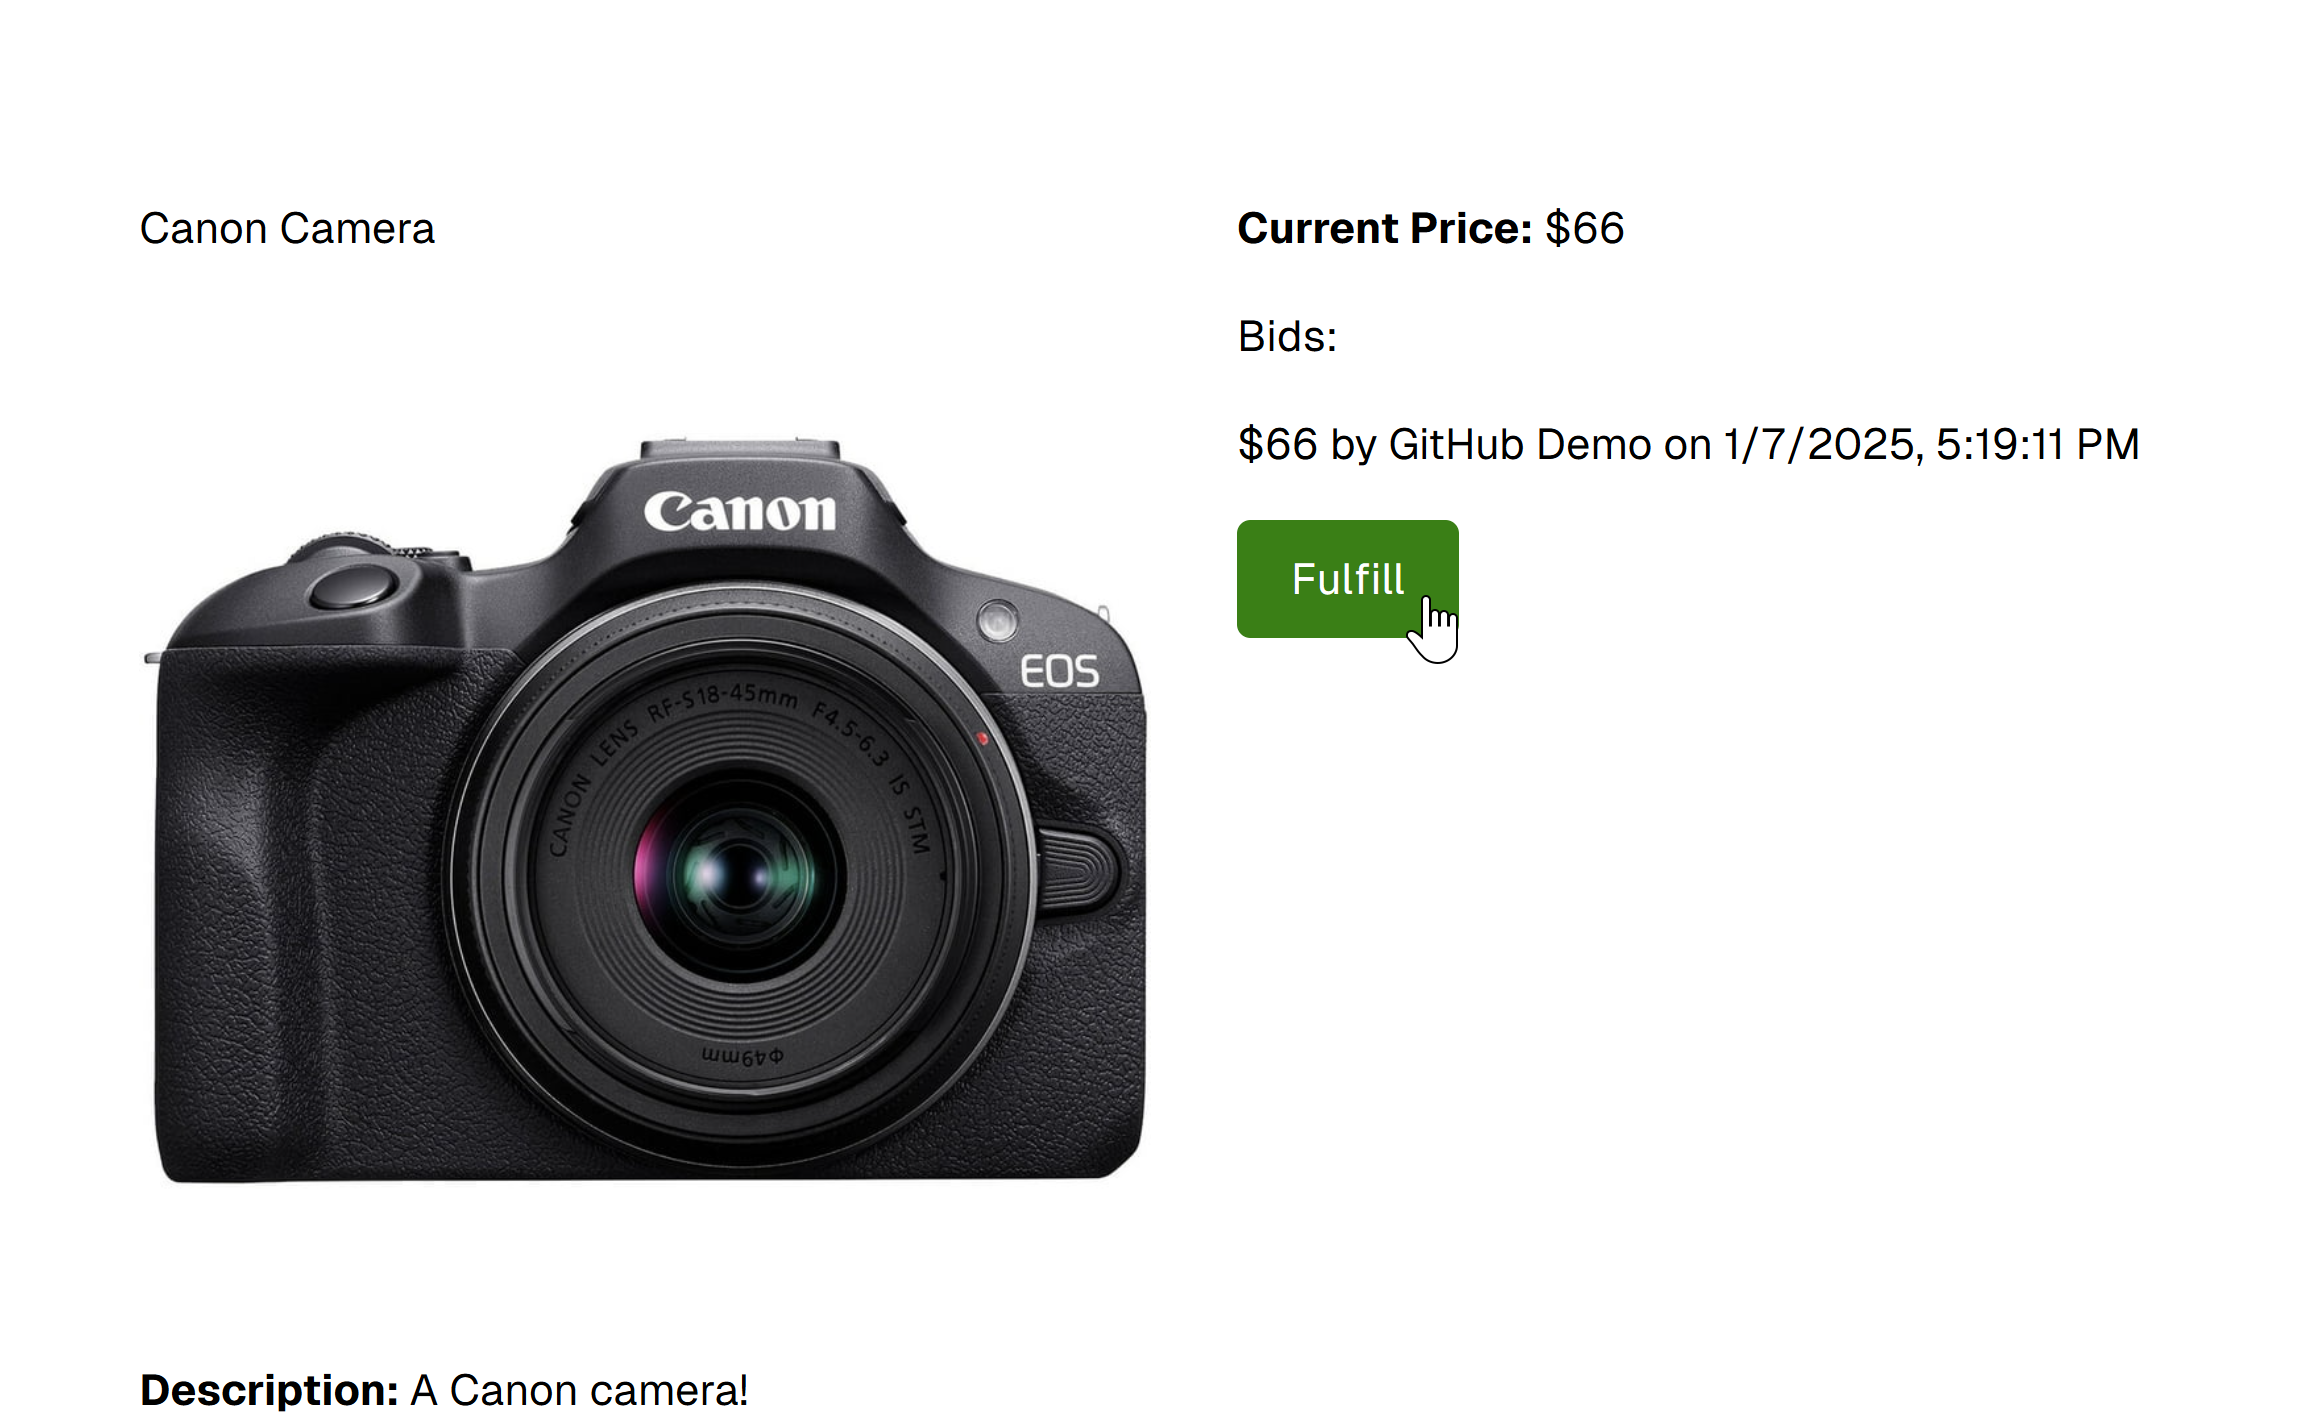 Canon Camera
Canon
EOS
CANON LENS RF-S18-45mm F4.5-6.3 IS STM
Φ49mm
Description: A Canon camera!
Current Price: $66
Bids:
$66 by GitHub Demo on 1/7/2025, 5:19:11 PM
Fulfill